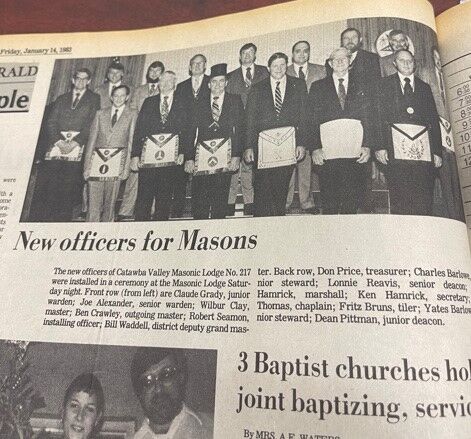 Friday, January 14, 1983
RALD
ple
New officers for Masons
The new officers of Catawba Valley Masonic Lodge No. 217
were installed in a ceremony at the Masonic Lodge Satur-
day night. Front row (from left) are Claude Grady, junior
warden; Joe Alexander, senior warden; Wilbur Clay,
master; Ben Crawley, outgoing master; Robert Seamon,
installing officer; Bill Waddell, district deputy grand mas-
ter. Back row, Don Price, treasurer; Charles Barlow,
nior steward; Lonnie Reavis, senior deacon;
Hamrick, marshall; Ken Hamrick, secretary
Thomas, chaplain; Fritz Bruns, tiler; Yates Barlow
nior steward; Dean Pittman, junior deacon.
were
3 Baptist churches hol
joint baptizing, servic
By MRS. A.F. WATERS